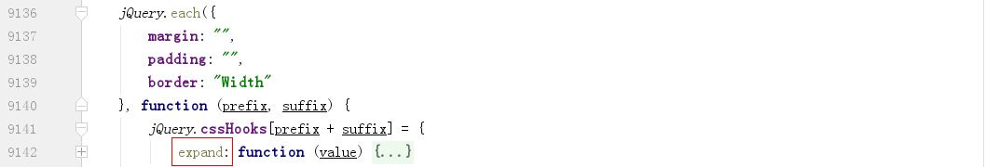 9136 jQuery.each({
9137 margin: "",
9138 padding: "",
9139 border: "Width"
9140 }, function (prefix, suffix) {
9141 jQuery.cssHooks[prefix + suffix] = {
9142 expand: function (value) {...}